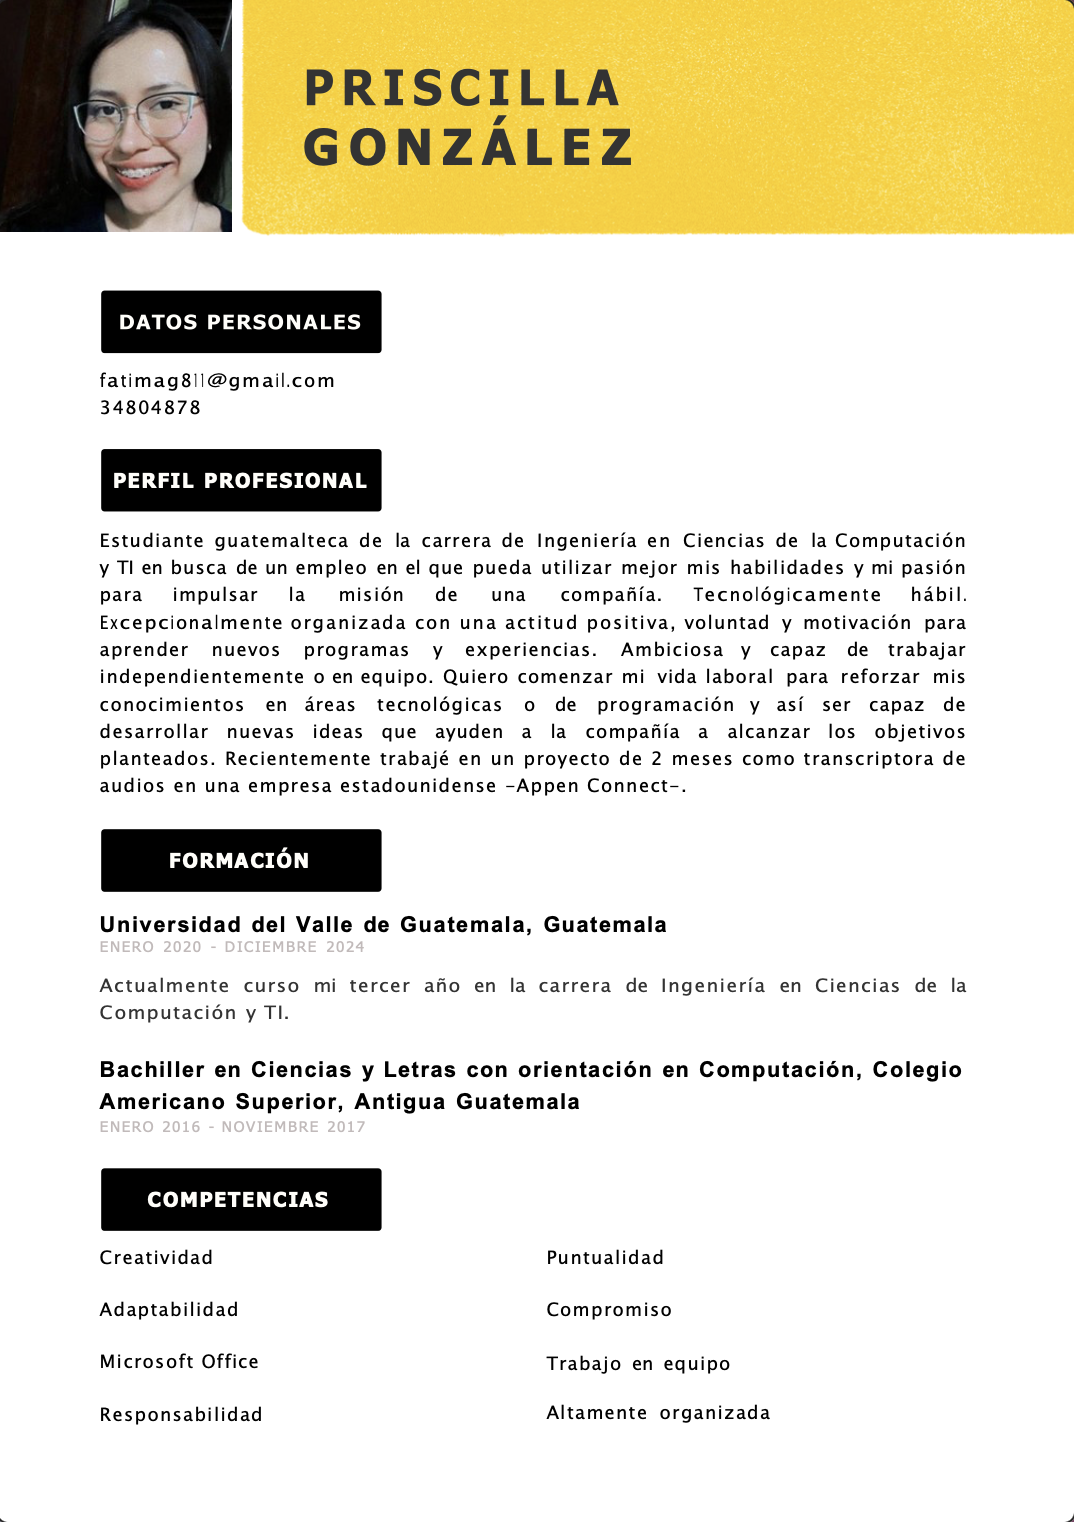 PRISCILLA
GONZÁLEZ
DATOS PERSONALES
fatimag811@gmail.com
34804878
PERFIL PROFESIONAL
Estudiante guatemalteca de la carrera de Ingeniería en Ciencias de la Computación
y TI en busca de un empleo en el que pueda utilizar mejor mis habilidades y mi pasión
para impulsar la misión de una compañía. Tecnológicamente hábil.
Excepcionalmente organizada con una actitud positiva, voluntad y motivación para
aprender nuevos programas y experiencias. Ambiciosa y capaz de trabajar
independientemente o en equipo. Quiero comenzar mi vida laboral para reforzar mis
conocimientos en áreas tecnológicas o de programación y así ser capaz de
desarrollar nuevas ideas que ayuden a la compañía a alcanzar los objetivos
planteados. Recientemente trabajé en un proyecto de 2 meses como transcriptora de
audios en una empresa estadounidense –Appen Connect–.
FORMACIÓN
Universidad del Valle de Guatemala, Guatemala
ENERO 2020 - DICIEMBRE 2024
Actualmente curso mi tercer año en la carrera de Ingeniería en Ciencias de la
Computación y TI.
Bachiller en Ciencias y Letras con orientación en Computación, Colegio
Americano Superior, Antigua Guatemala
ENERO 2016 - NOVIEMBRE 2017
COMPETENCIAS
Creatividad
Adaptabilidad
Microsoft Office
Responsabilidad
Puntualidad
Compromiso
Trabajo en equipo
Altamente organizada